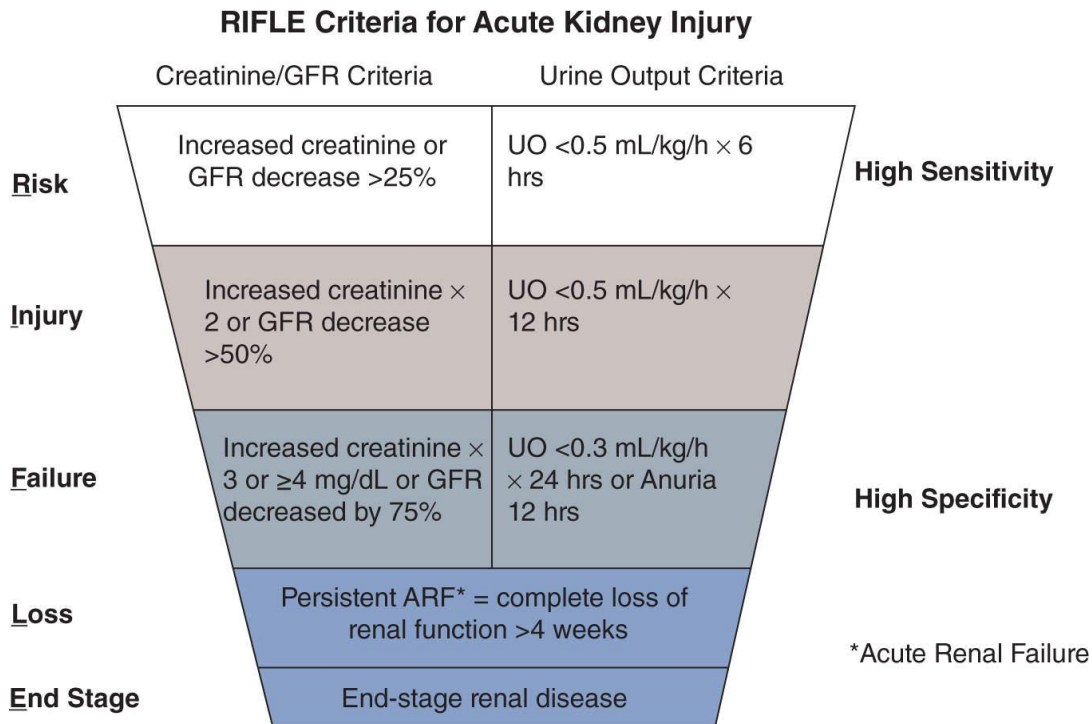 RIFLE Criteria for Acute Kidney Injury
Creatinine/GFR Criteria
Urine Output Criteria
Risk
Increased creatinine or
GFR decrease >25%
UO <0.5 mL/kg/h × 6
hrs
High Sensitivity
Injury
Increased creatinine ×
2 or GFR decrease
>50%
UO <0.5 mL/kg/h ×
12 hrs
Failure
Increased creatinine ×
3 or ≥4 mg/dL or GFR
decreased by 75%
UO <0.3 mL/kg/h
× 24 hrs or Anuria
12 hrs
High Specificity
Loss
Persistent ARF* = complete loss of
renal function >4 weeks
*Acute Renal Failure
End Stage
End-stage renal disease